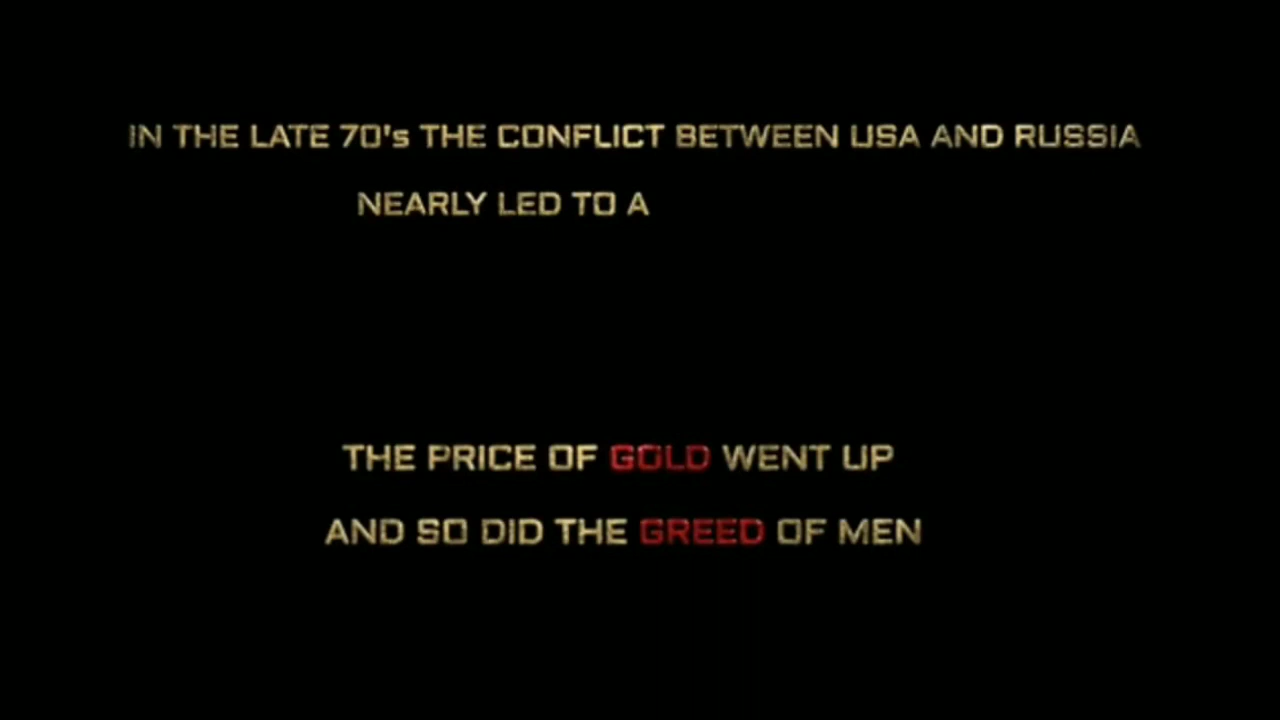 IN THE LATE 70's THE CONFLICT BETWEEN USA AND RUSSIA
NEARLY LED TO A
THE PRICE OF GOLD WENT UP
AND SO DID THE GREED OF MEN